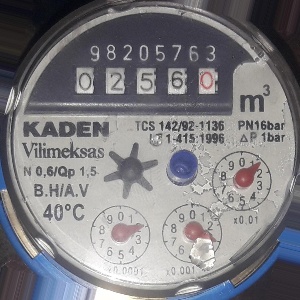 98205763
02560
m³
KADEN TCS 142/92-1136 PN16bar
Vilimeksas 1-415 1996 ΔP 1bar
N 0,6/Qp 1,5
B.H/A.V
40°C
x0.01
x0.0001 x0.001